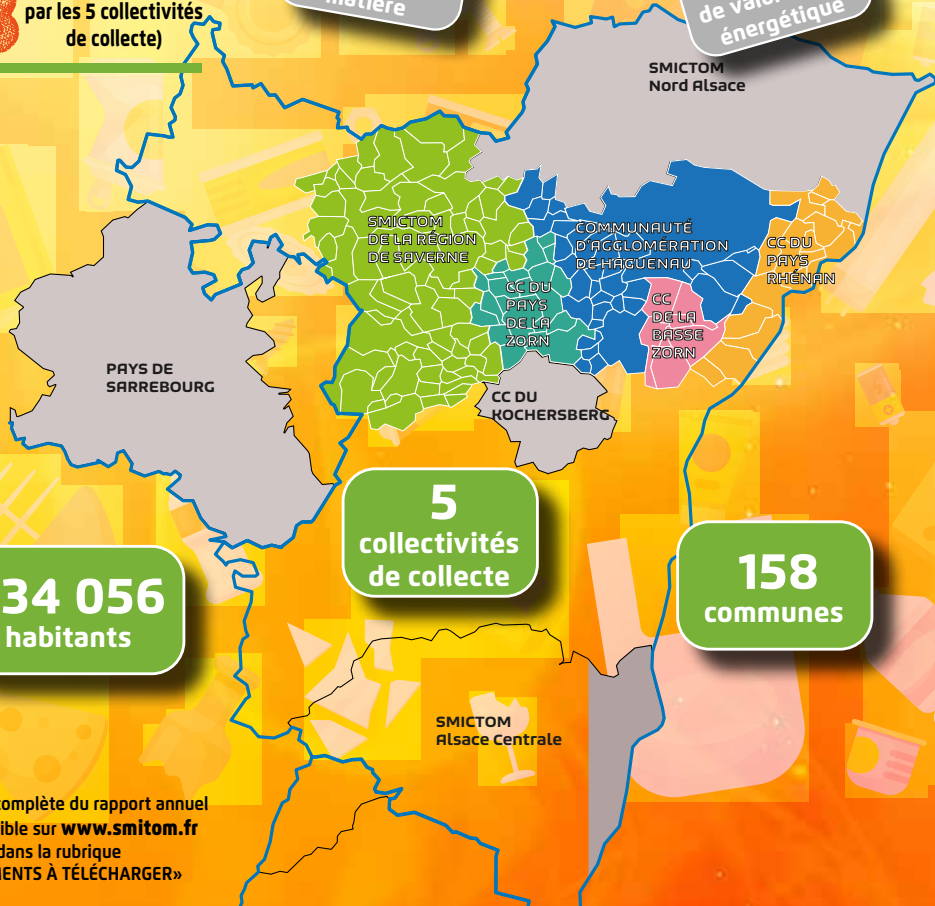 par les 5 collectivités
de collecte)
matière
énergétique
SMICTOM
Nord Alsace
SMICTOM
DE LA RÉGION
DE SAVERNE
COMMUNAUTÉ
D'AGGLOMÉRATION
DE HAGUENAU
CC DU
PAYS
RHÉNAN
CC DU
PAYS
DE LA
ZORN
CC
DE LA
BASSE
ZORN
PAYS DE
SARREBOURG
CC DU
KOCHERSBERG
5
collectivités
de collecte
34 056
habitants
158
communes
SMICTOM
Alsace Centrale
complète du rapport annuel
ible sur www.smitom.fr
dans la rubrique
MENTS À TÉLÉCHARGER»